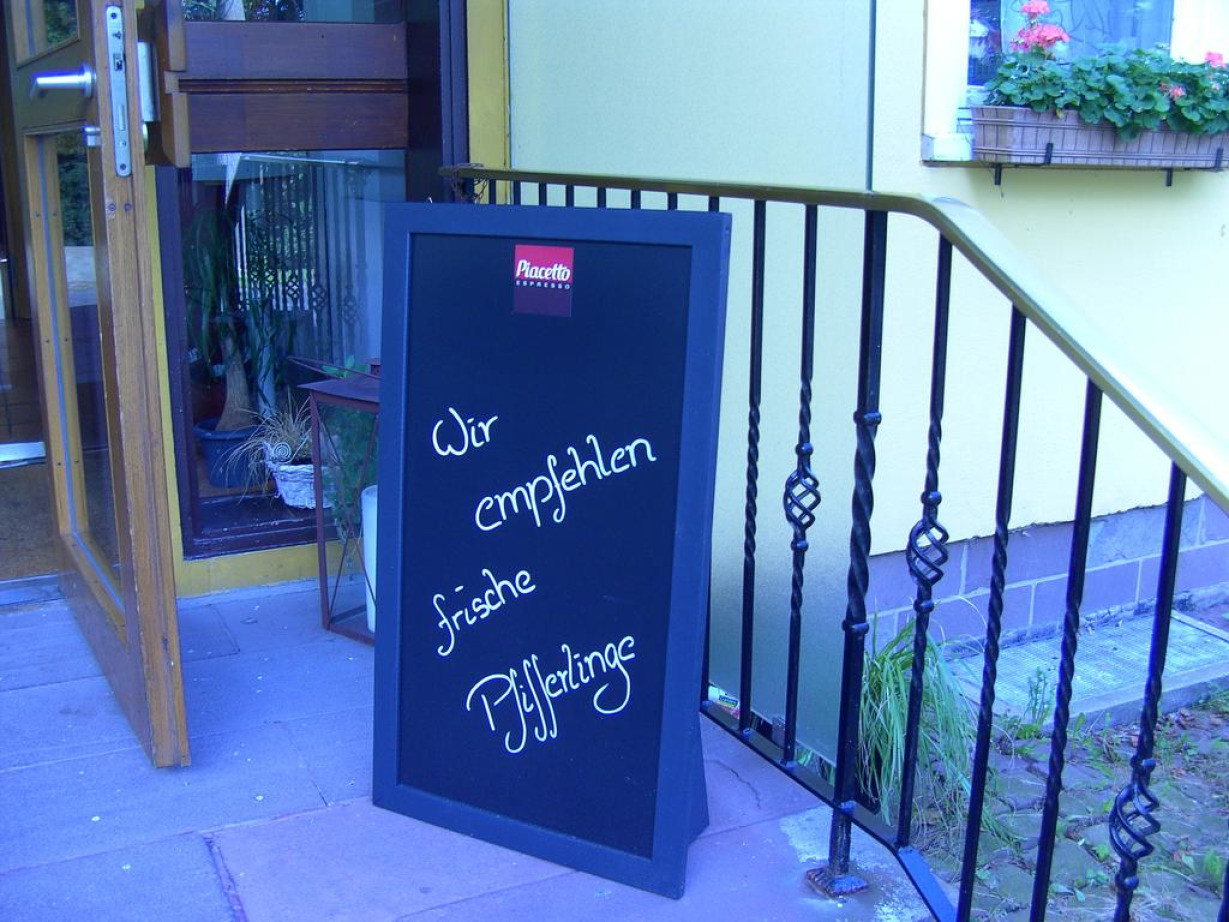 Piacetto
ESPRESSO
Wir
empfehlen
frische
Pfifferlinge